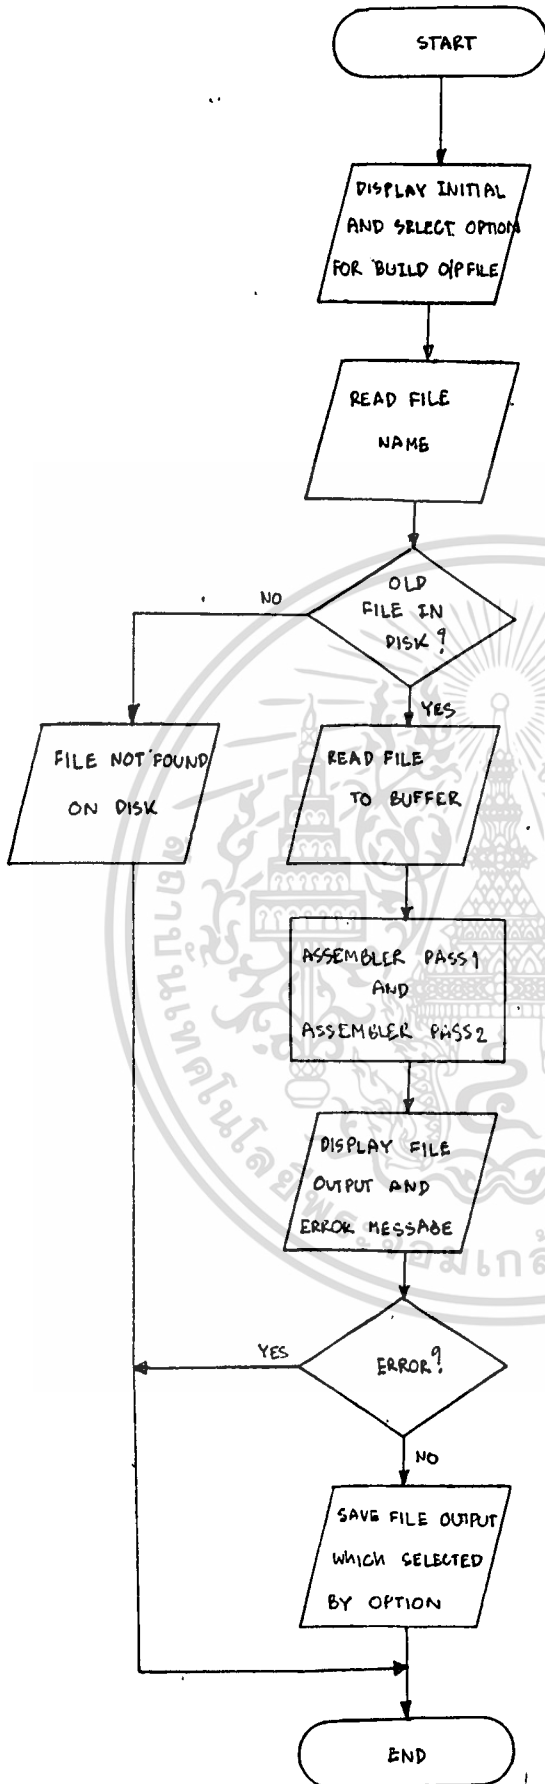 START
DISPLAY INITIAL
AND SELECT OPTION
FOR BUILD O/P FILE
READ FILE
NAME
OLD
FILE IN
DISK?
NO
YES
FILE NOT FOUND
ON DISK
READ FILE
TO BUFFER
ASSEMBLER PASS1
AND
ASSEMBLER PASS2
DISPLAY FILE
OUTPUT AND
ERROR MESSAGE
YES
ERROR?
NO
SAVE FILE OUTPUT
WHICH SELECTED
BY OPTION
END